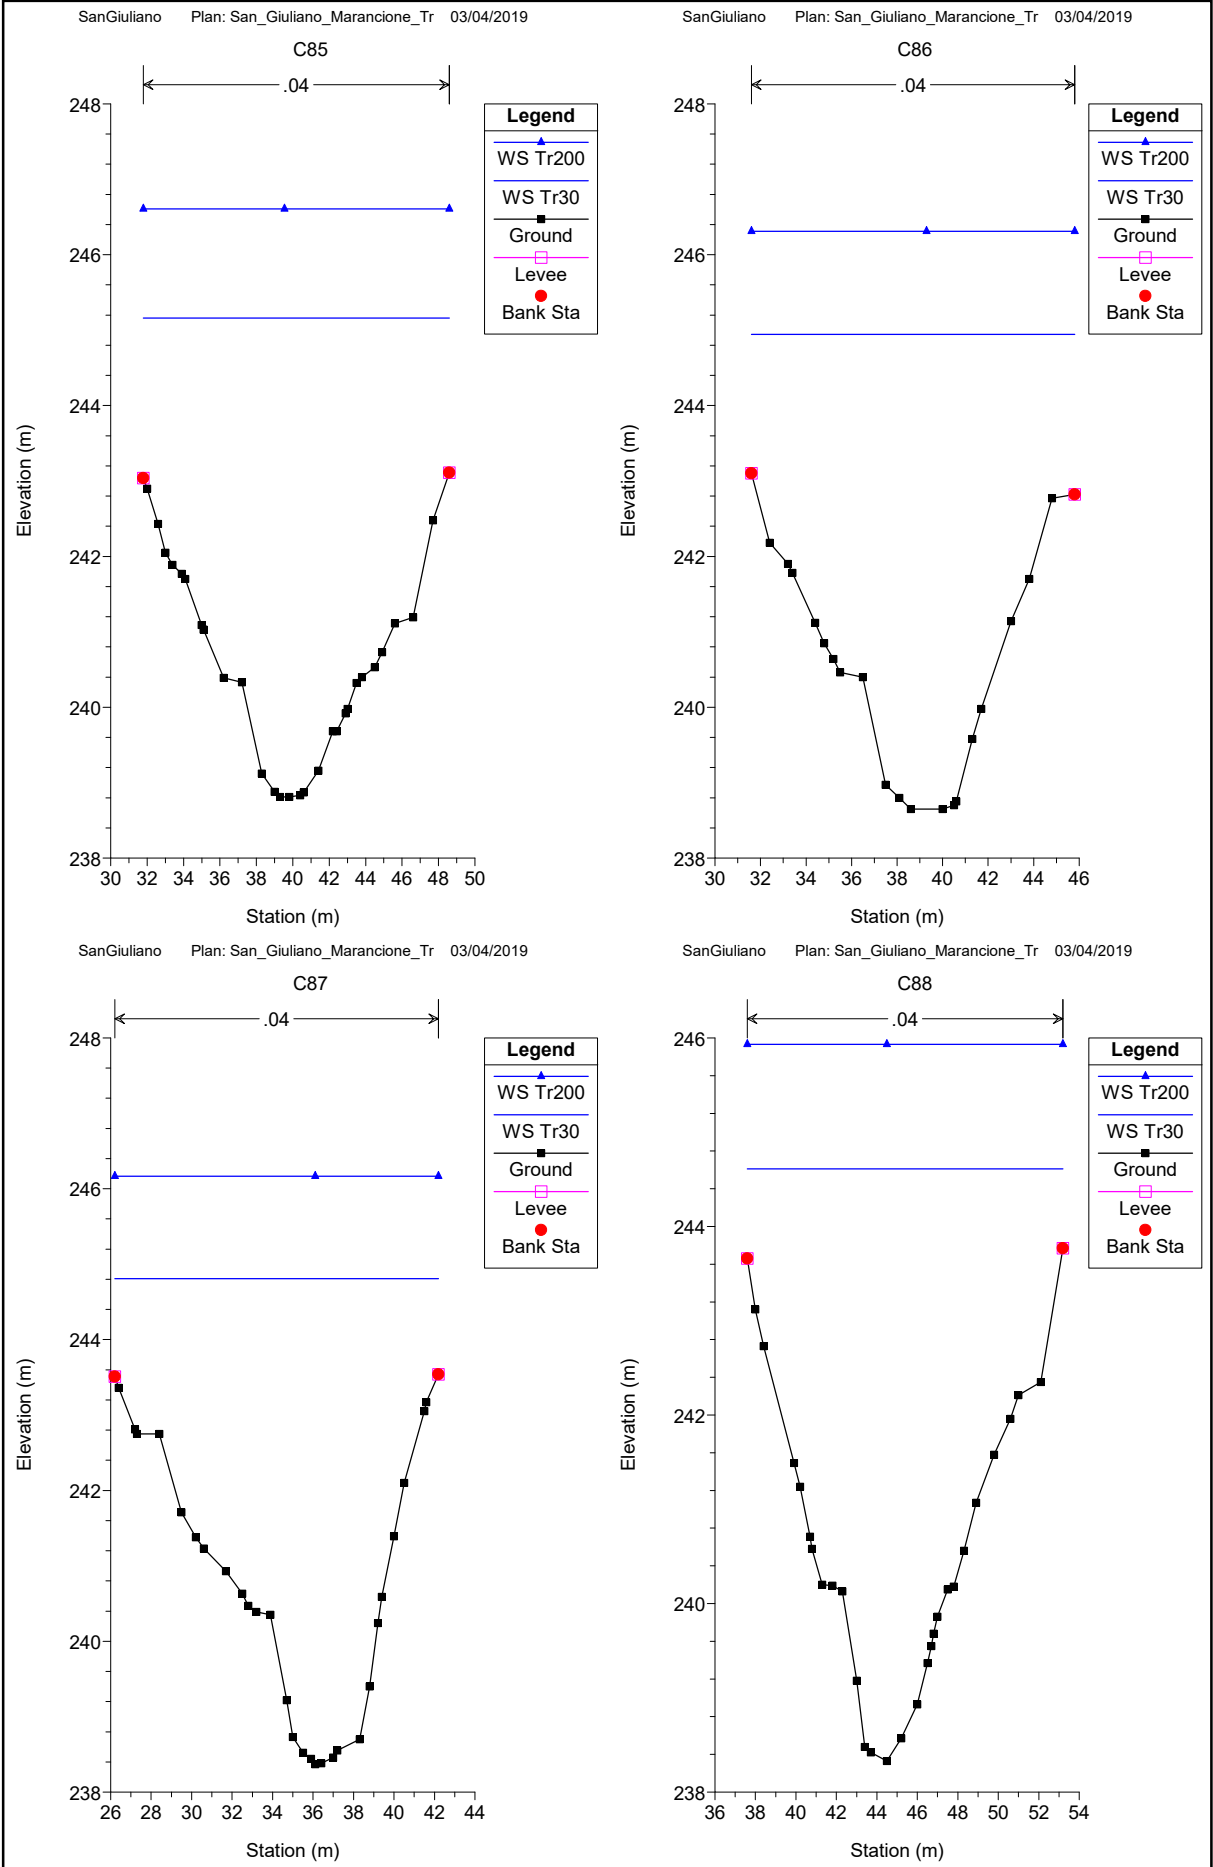 SanGiuliano Plan: San_Giuliano_Marancione_Tr 03/04/2019
C85
.04
Legend
WS Tr200
WS Tr30
Ground
Levee
Bank Sta
248
246
244
242
240
238
Elevation (m)
30 32 34 36 38 40 42 44 46 48 50
Station (m)
SanGiuliano Plan: San_Giuliano_Marancione_Tr 03/04/2019
C86
.04
Legend
WS Tr200
WS Tr30
Ground
Levee
Bank Sta
248
246
244
242
240
238
Elevation (m)
30 32 34 36 38 40 42 44 46
Station (m)
SanGiuliano Plan: San_Giuliano_Marancione_Tr 03/04/2019
C87
.04
Legend
WS Tr200
WS Tr30
Ground
Levee
Bank Sta
248
246
244
242
240
238
Elevation (m)
26 28 30 32 34 36 38 40 42 44
Station (m)
SanGiuliano Plan: San_Giuliano_Marancione_Tr 03/04/2019
C88
.04
Legend
WS Tr200
WS Tr30
Ground
Levee
Bank Sta
246
244
242
240
238
Elevation (m)
36 38 40 42 44 46 48 50 52 54
Station (m)